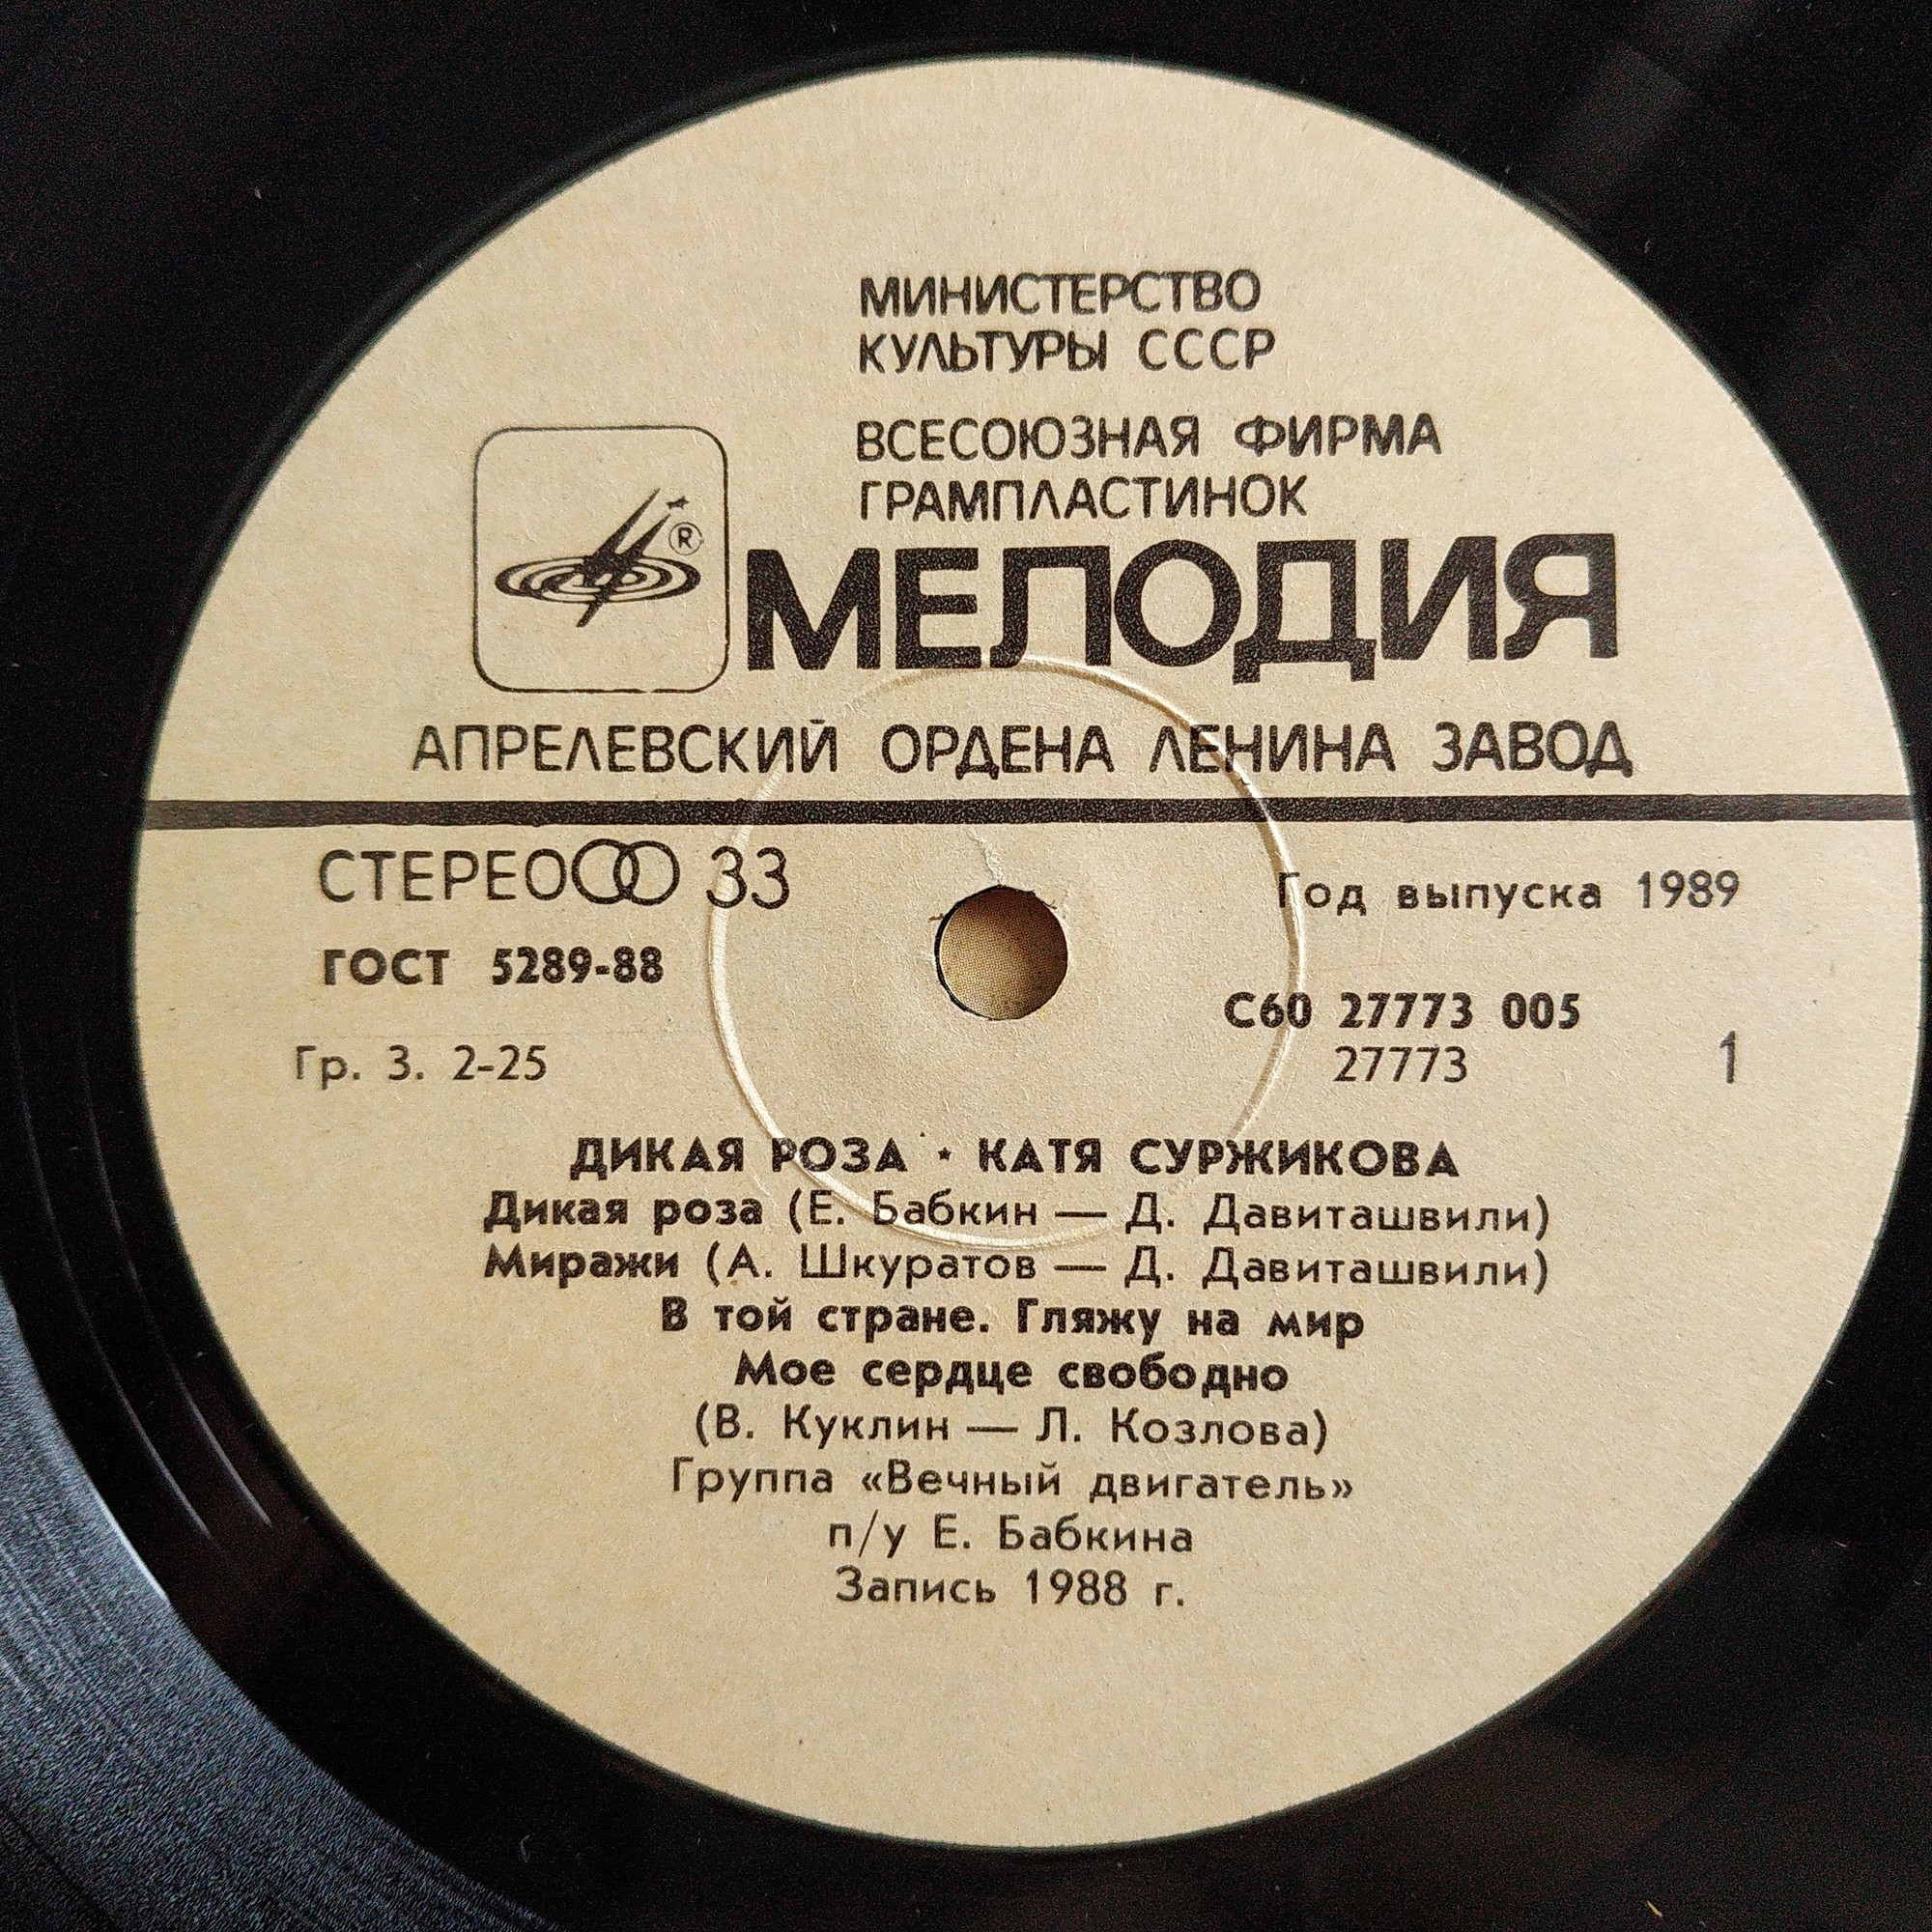 МИНИСТЕРСТВО
КУЛЬТУРЫ СССР
ВСЕСОЮЗНАЯ ФИРМА
ГРАМПЛАСТИНОК
®
МЕЛОДИЯ
АПРЕЛЕВСКИЙ ОРДЕНА ЛЕНИНА ЗАВОД
СТЕРЕО 33
Год выпуска 1989
ГОСТ 5289-88
С60 27773 005
Гр. 3. 2-25
27773
1
ДИКАЯ РОЗА ⋆ КАТЯ СУРЖИКОВА
Дикая роза (Е. Бабкин — Д. Давиташвили)
Миражи (А. Шкуратов — Д. Давиташвили)
В той стране. Гляжу на мир
Мое сердце свободно
(В. Куклин — Л. Козлова)
Группа «Вечный двигатель»
п/у Е. Бабкина
Запись 1988 г.